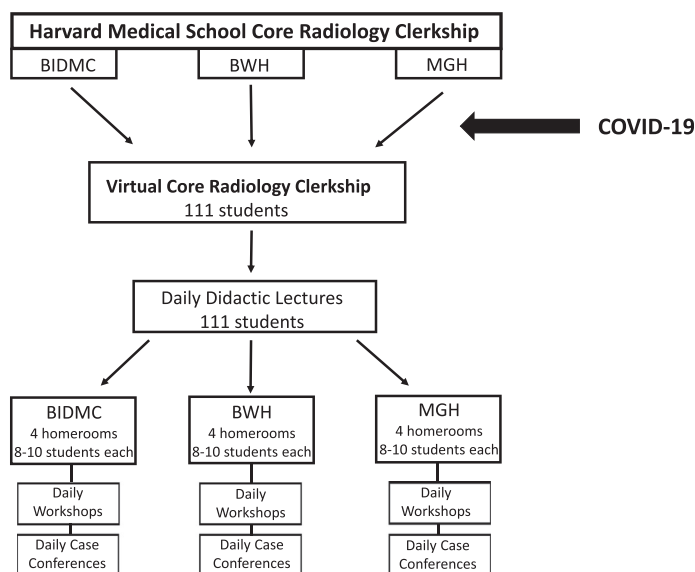 Harvard Medical School Core Radiology Clerkship
BIDMC
BWH
MGH
COVID-19
Virtual Core Radiology Clerkship
111 students
Daily Didactic Lectures
111 students
BIDMC
4 homerooms
8-10 students each
BWH
4 homerooms
8-10 students each
MGH
4 homerooms
8-10 students each
Daily
Workshops
Daily
Workshops
Daily
Workshops
Daily Case
Conferences
Daily Case
Conferences
Daily Case
Conferences